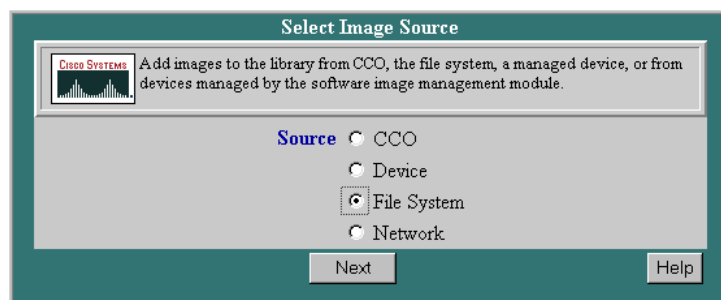 Select Image Source
CISCO SYSTEMS
Add images to the library from CCO, the file system, a managed device, or from
devices managed by the software image management module.
Source
CCO
Device
File System
Network
Next
Help